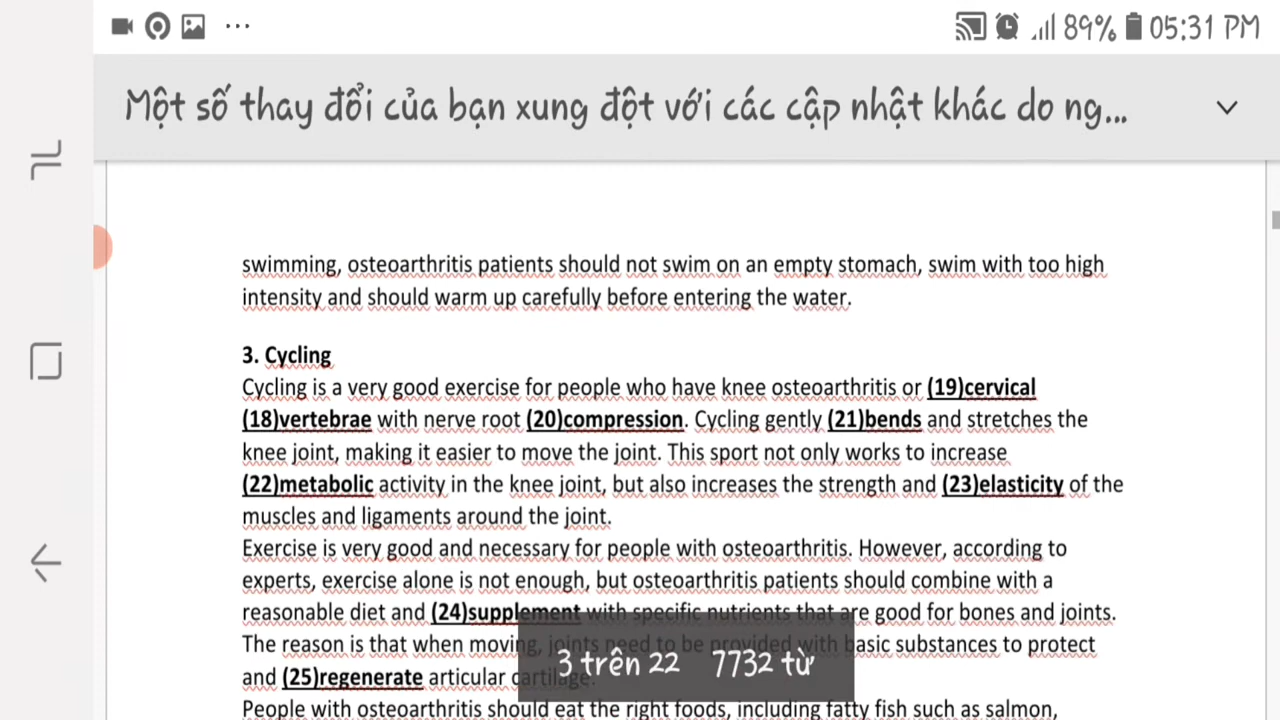 89% 05:31 PM
Một số thay đổi của bạn xung đột với các cập nhật khác do ng...
swimming, osteoarthritis patients should not swim on an empty stomach, swim with too high
intensity and should warm up carefully before entering the water.
3. Cycling
Cycling is a very good exercise for people who have knee osteoarthritis or (19)cervical
(18)vertebrae with nerve root (20)compression. Cycling gently (21)bends and stretches the
knee joint, making it easier to move the joint. This sport not only works to increase
(22)metabolic activity in the knee joint, but also increases the strength and (23)elasticity of the
muscles and ligaments around the joint.
Exercise is very good and necessary for people with osteoarthritis. However, according to
experts, exercise alone is not enough, but osteoarthritis patients should combine with a
reasonable diet and (24)supplement with specific nutrients that are good for bones and joints.
The reason is that when moving, joints need to be provided with basic substances to protect
and (25)regenerate articular cartilage.
3 trên 22 7732 từ
People with osteoarthritis should eat the right foods, including fatty fish such as salmon,